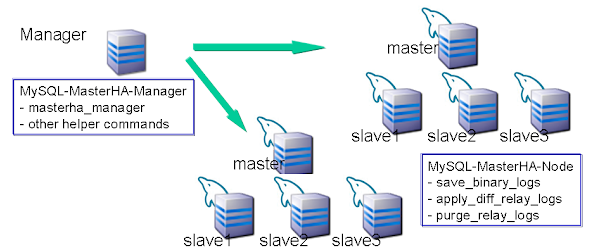 Manager
master
MySQL-MasterHA-Manager
- masterha_manager
- other helper commands
slave1 slave2 slave3
master
MySQL-MasterHA-Node
- save_binary_logs
- apply_diff_relay_logs
- purge_relay_logs
slave1 slave2 slave3